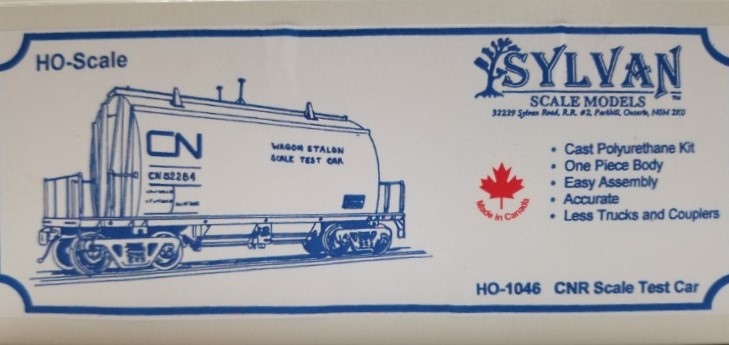 HO-Scale
SYLVAN
SCALE MODELS
32229 Sylvan Road, R.R. #2, Parkhill, Ontario, N0M 2K0
CN
CN 52264
WAGON ETALON
SCALE TEST CAR
• Cast Polyurethane Kit
• One Piece Body
• Easy Assembly
• Accurate
• Less Trucks and Couplers
Made in Canada
HO-1046 CNR Scale Test Car